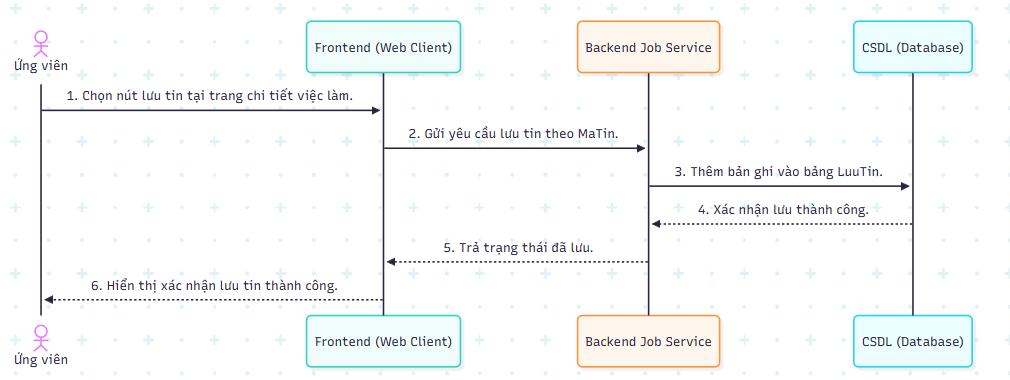 Ứng viên
Frontend (Web Client)
Backend Job Service
CSDL (Database)
1. Chọn nút lưu tin tại trang chi tiết việc làm.
2. Gửi yêu cầu lưu tin theo MaTin.
3. Thêm bản ghi vào bảng LuuTin.
4. Xác nhận lưu thành công.
5. Trả trạng thái đã lưu.
6. Hiển thị xác nhận lưu tin thành công.
Ứng viên
Frontend (Web Client)
Backend Job Service
CSDL (Database)